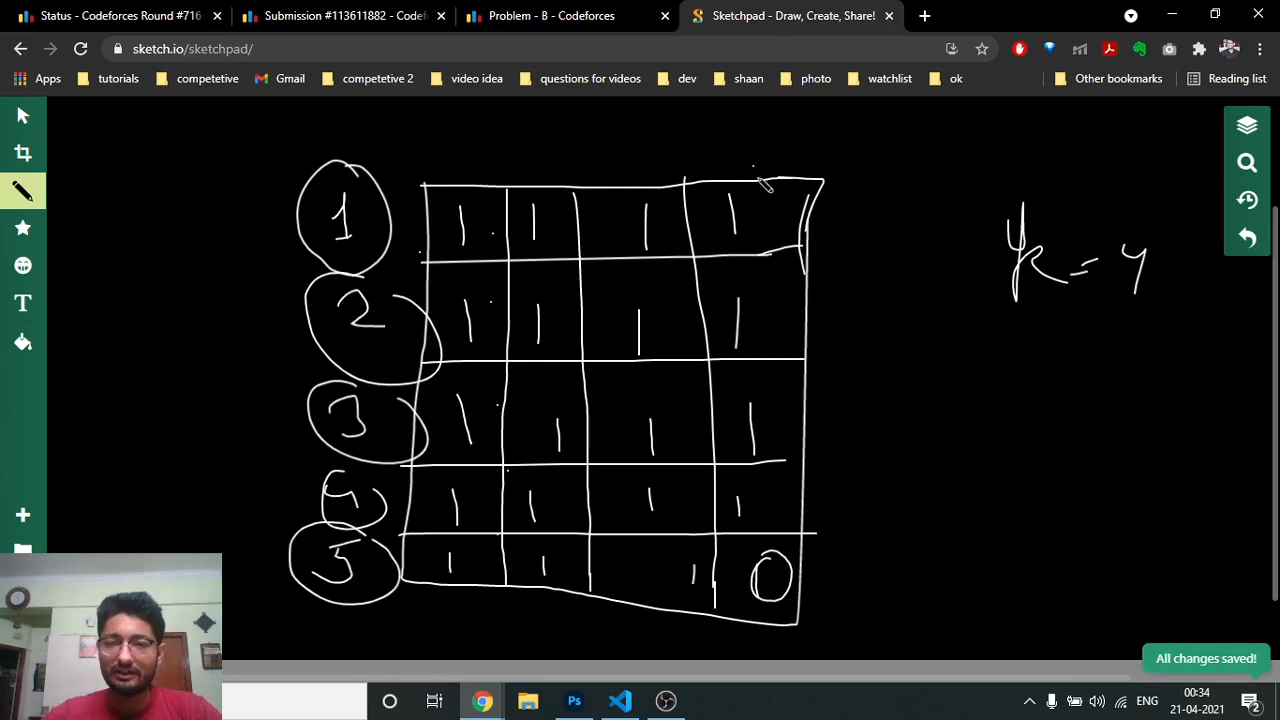 Status - Codeforces Round #716
Submission #113611882 - Codef
Problem - B - Codeforces
Sketchpad - Draw, Create, Share!
sketch.io/sketchpad/
Apps tutorials competetive Gmail competetive 2 video idea questions for videos dev shaan photo watchlist ok Other bookmarks Reading list
1 1 1 1 1
2 1 1 1 1
3 1 1 1 1
4 1 1 1 1
5 1 1 1 0
K = 4
T
All changes saved!
Ps
ENG
00:34
21-04-2021
2